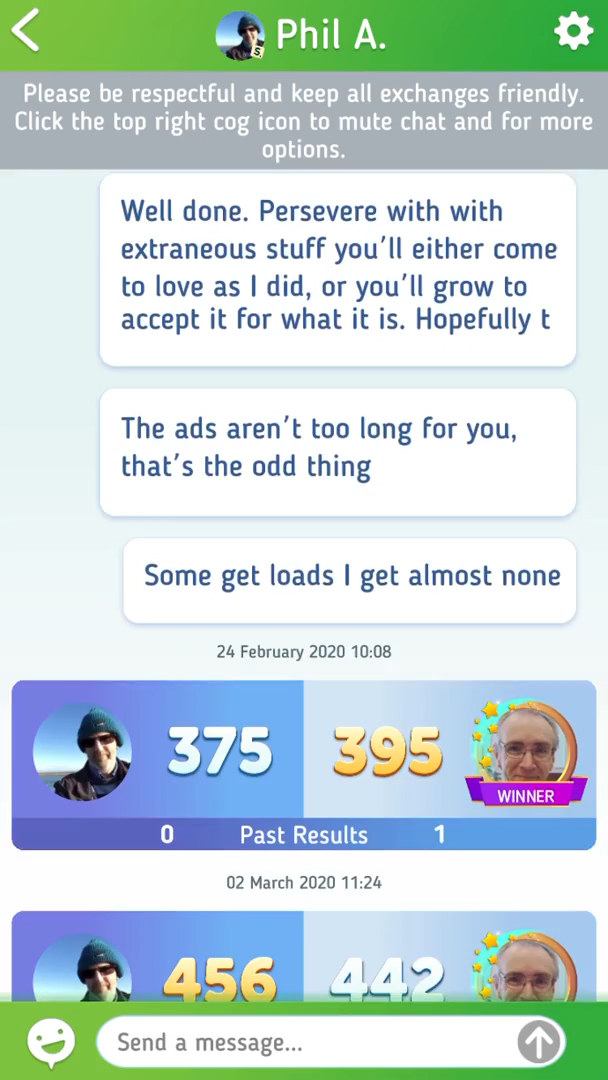 Phil A.
S
Please be respectful and keep all exchanges friendly.
Click the top right cog icon to mute chat and for more
options.
Well done. Persevere with with
extraneous stuff you'll either come
to love as I did, or you'll grow to
accept it for what it is. Hopefully t
The ads aren't too long for you,
that's the odd thing
Some get loads I get almost none
24 February 2020 10:08
375 395
WINNER
0 Past Results 1
02 March 2020 11:24
456 442
Send a message...